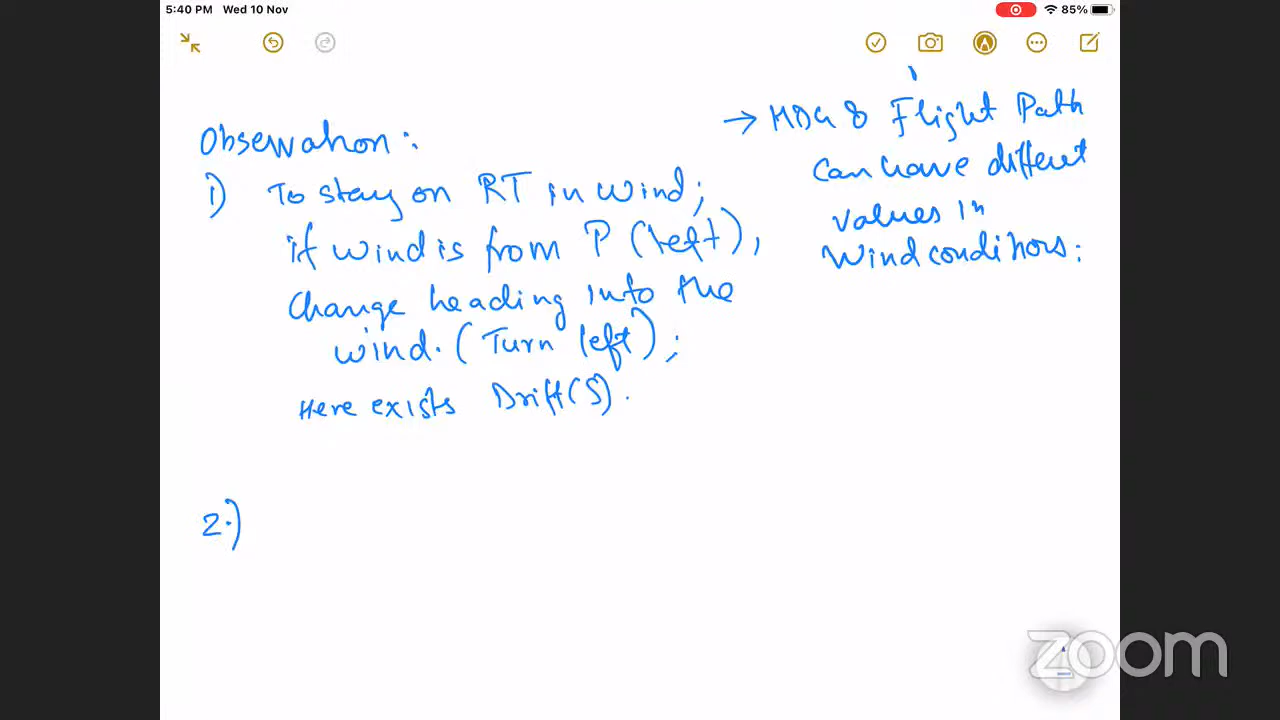 5:40 PM Wed 10 Nov
85%
Observation:
1) To stay on RT in wind;
if wind is from P (left),
change heading into the
wind. (Turn left);
Here exists Drift(S).
2.)
→ HDG & Flight Path
can have different
values in
wind conditions:
zoom